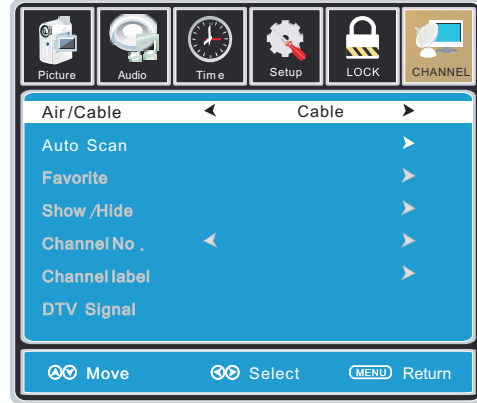 Picture Audio Time Setup LOCK CHANNEL
Air/Cable Cable
Auto Scan
Favorite
Show /Hide
Channel No .
Channel label
DTV Signal
Move Select MENU Return